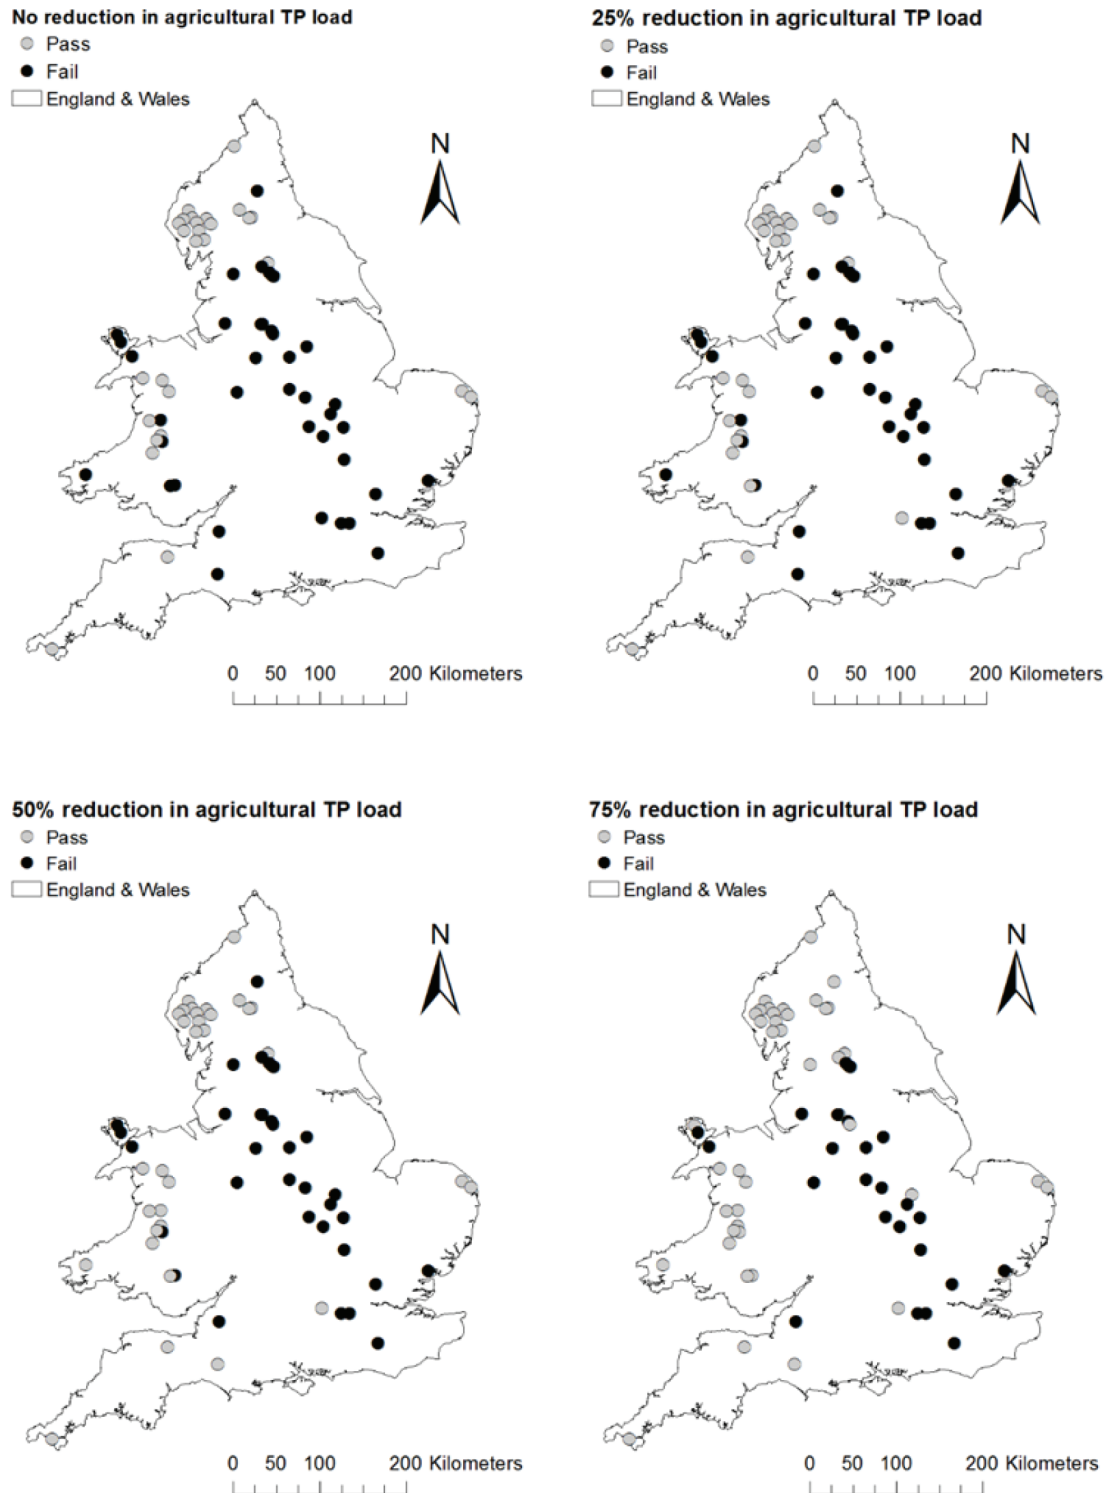 No reduction in agricultural TP load
Pass
Fail
England & Wales
N
0 50 100 200 Kilometers
25% reduction in agricultural TP load
Pass
Fail
England & Wales
N
0 50 100 200 Kilometers
50% reduction in agricultural TP load
Pass
Fail
England & Wales
N
0 50 100 200 Kilometers
75% reduction in agricultural TP load
Pass
Fail
England & Wales
N
0 50 100 200 Kilometers